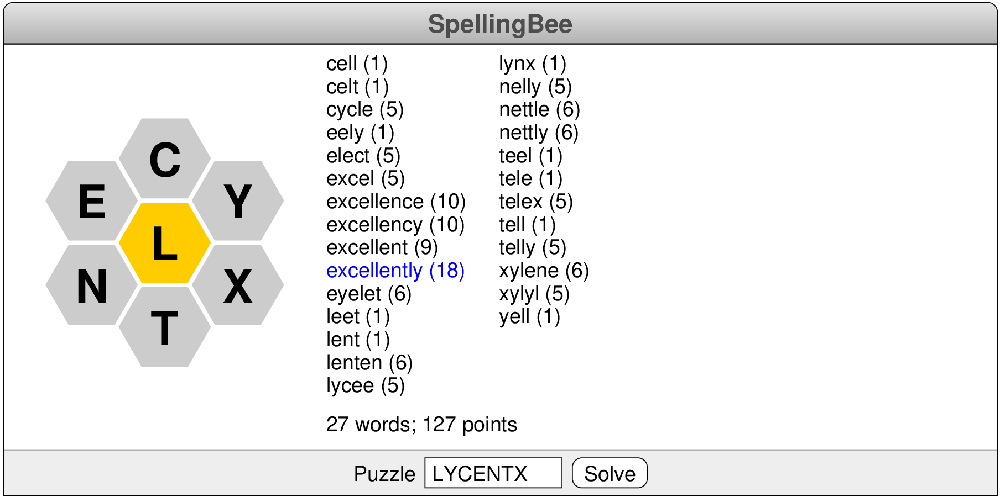 SpellingBee
C
E
Y
L
N
X
T
cell (1)
celt (1)
cycle (5)
eely (1)
elect (5)
excel (5)
excellence (10)
excellency (10)
excellent (9)
excellently (18)
eyelet (6)
leet (1)
lent (1)
lenten (6)
lycee (5)
lynx (1)
nelly (5)
nettle (6)
nettly (6)
teel (1)
tele (1)
telex (5)
tell (1)
telly (5)
xylene (6)
xylyl (5)
yell (1)
27 words; 127 points
Puzzle LYCENTX Solve